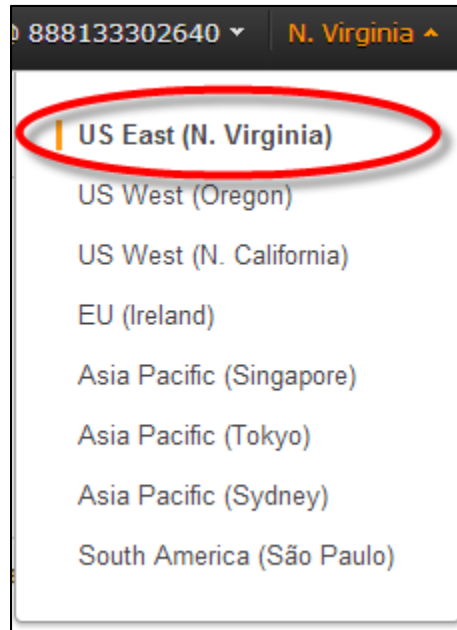 @ 888133302640 N. Virginia
US East (N. Virginia)
US West (Oregon)
US West (N. California)
EU (Ireland)
Asia Pacific (Singapore)
Asia Pacific (Tokyo)
Asia Pacific (Sydney)
South America (São Paulo)